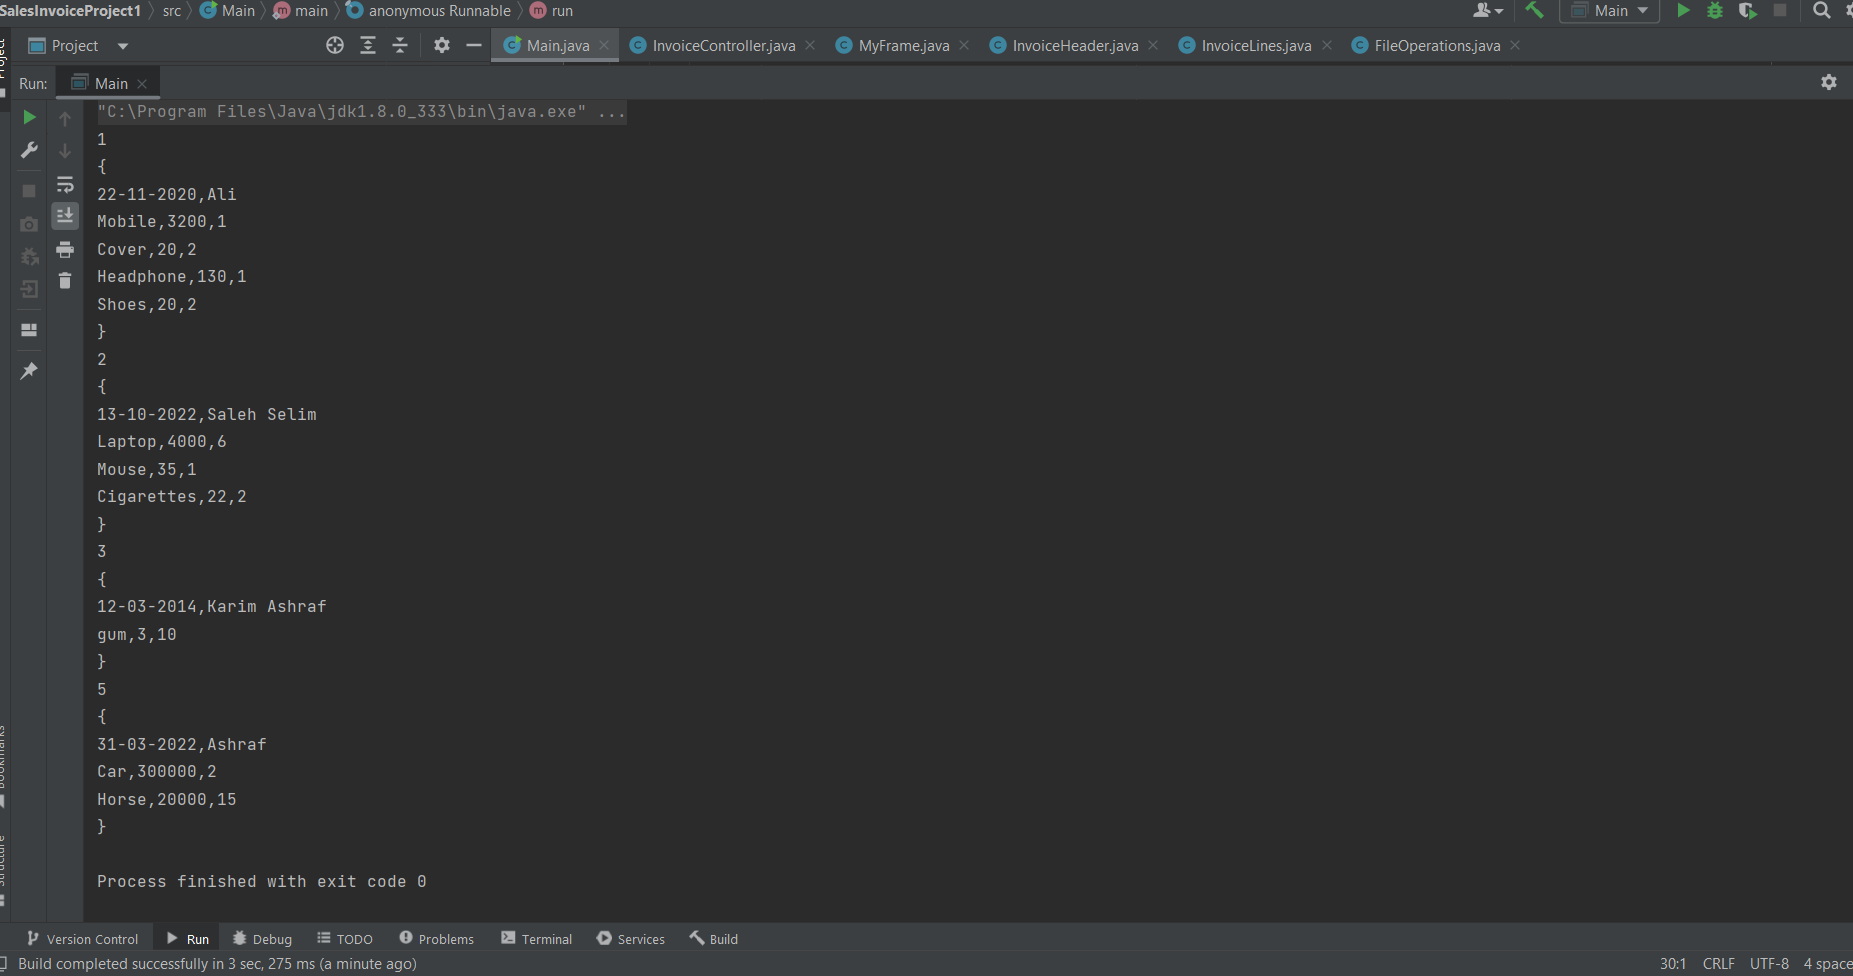 SalesInvoiceProject1 src Main main anonymous Runnable run Main
Project Main.java InvoiceController.java MyFrame.java InvoiceHeader.java InvoiceLines.java FileOperations.java
Run: Main
"C:\Program Files\Java\jdk1.8.0_333\bin\java.exe" ...
1
{
22-11-2020,Ali
Mobile,3200,1
Cover,20,2
Headphone,130,1
Shoes,20,2
}
2
{
13-10-2022,Saleh Selim
Laptop,4000,6
Mouse,35,1
Cigarettes,22,2
}
3
{
12-03-2014,Karim Ashraf
gum,3,10
}
5
{
31-03-2022,Ashraf
Car,300000,2
Horse,20000,15
}
Process finished with exit code 0
Version Control Run Debug TODO Problems Terminal Services Build
Build completed successfully in 3 sec, 275 ms (a minute ago) 30:1 CRLF UTF-8 4 space